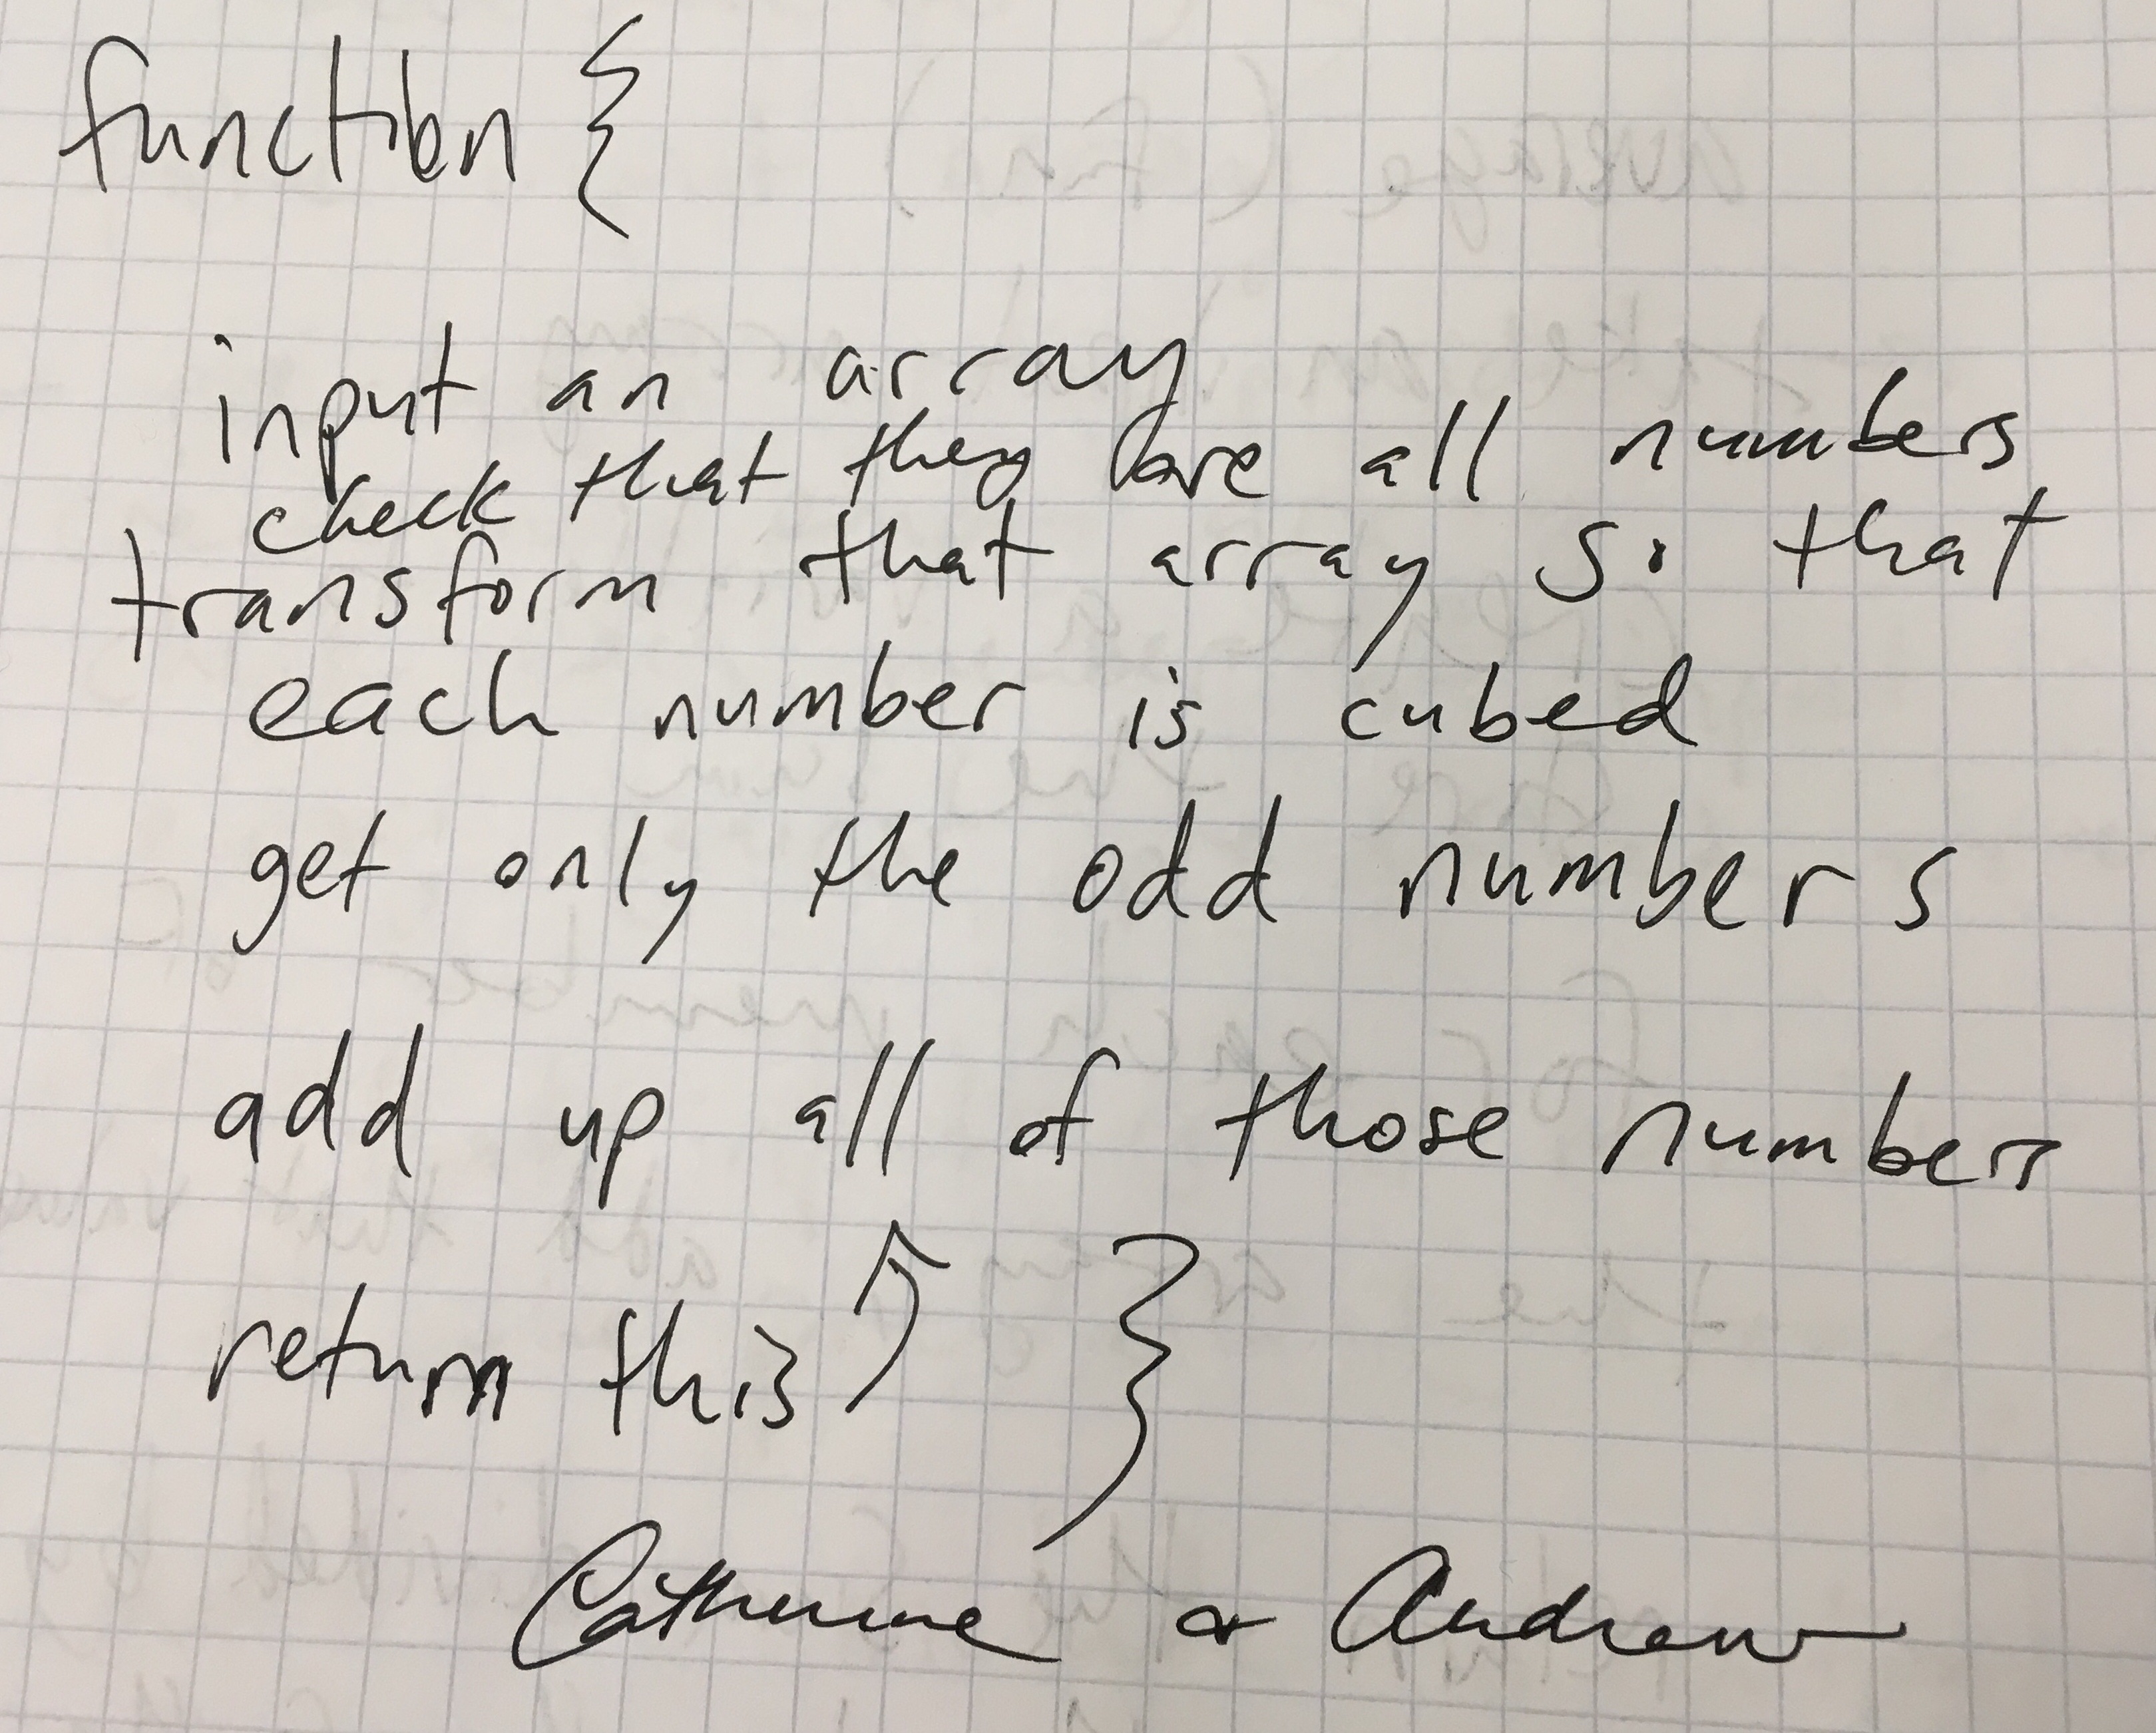 function {
input an array
check that they are all numbers
transform that array so that
each number is cubed
get only the odd numbers
add up all of those numbers
return this }
Catherine & Andrew